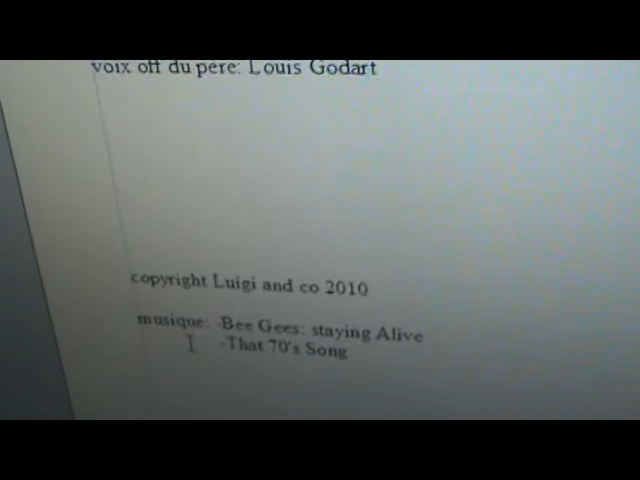 voix off du pere: Louis Godart
copyright Luigi and co 2010
musique: -Bee Gees: staying Alive
-That 70's Song